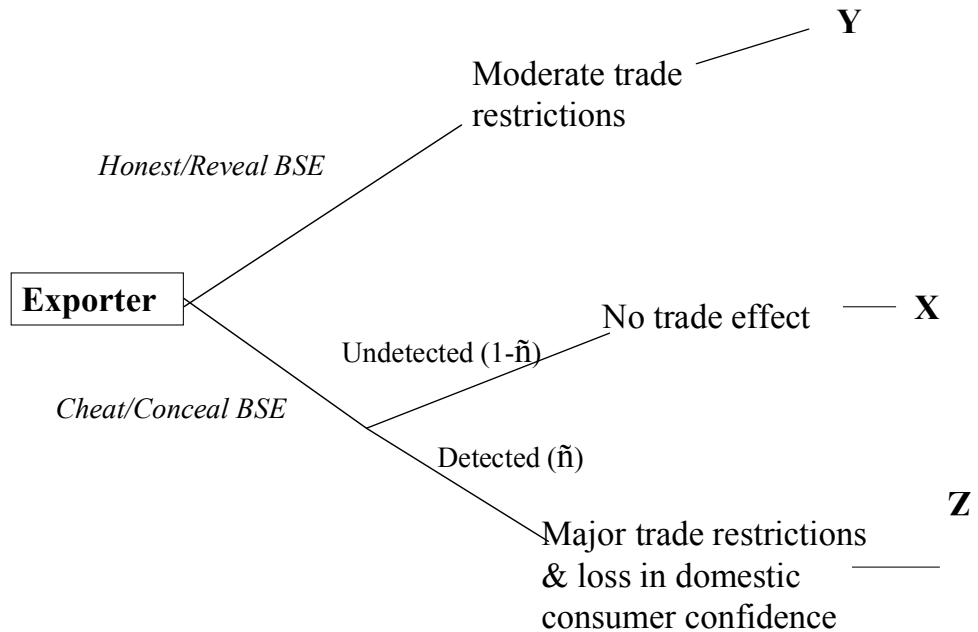 Y
Moderate trade
restrictions
Honest/Reveal BSE
Exporter
No trade effect
X
Undetected (1-ñ)
Cheat/Conceal BSE
Detected (ñ)
Z
Major trade restrictions
& loss in domestic
consumer confidence